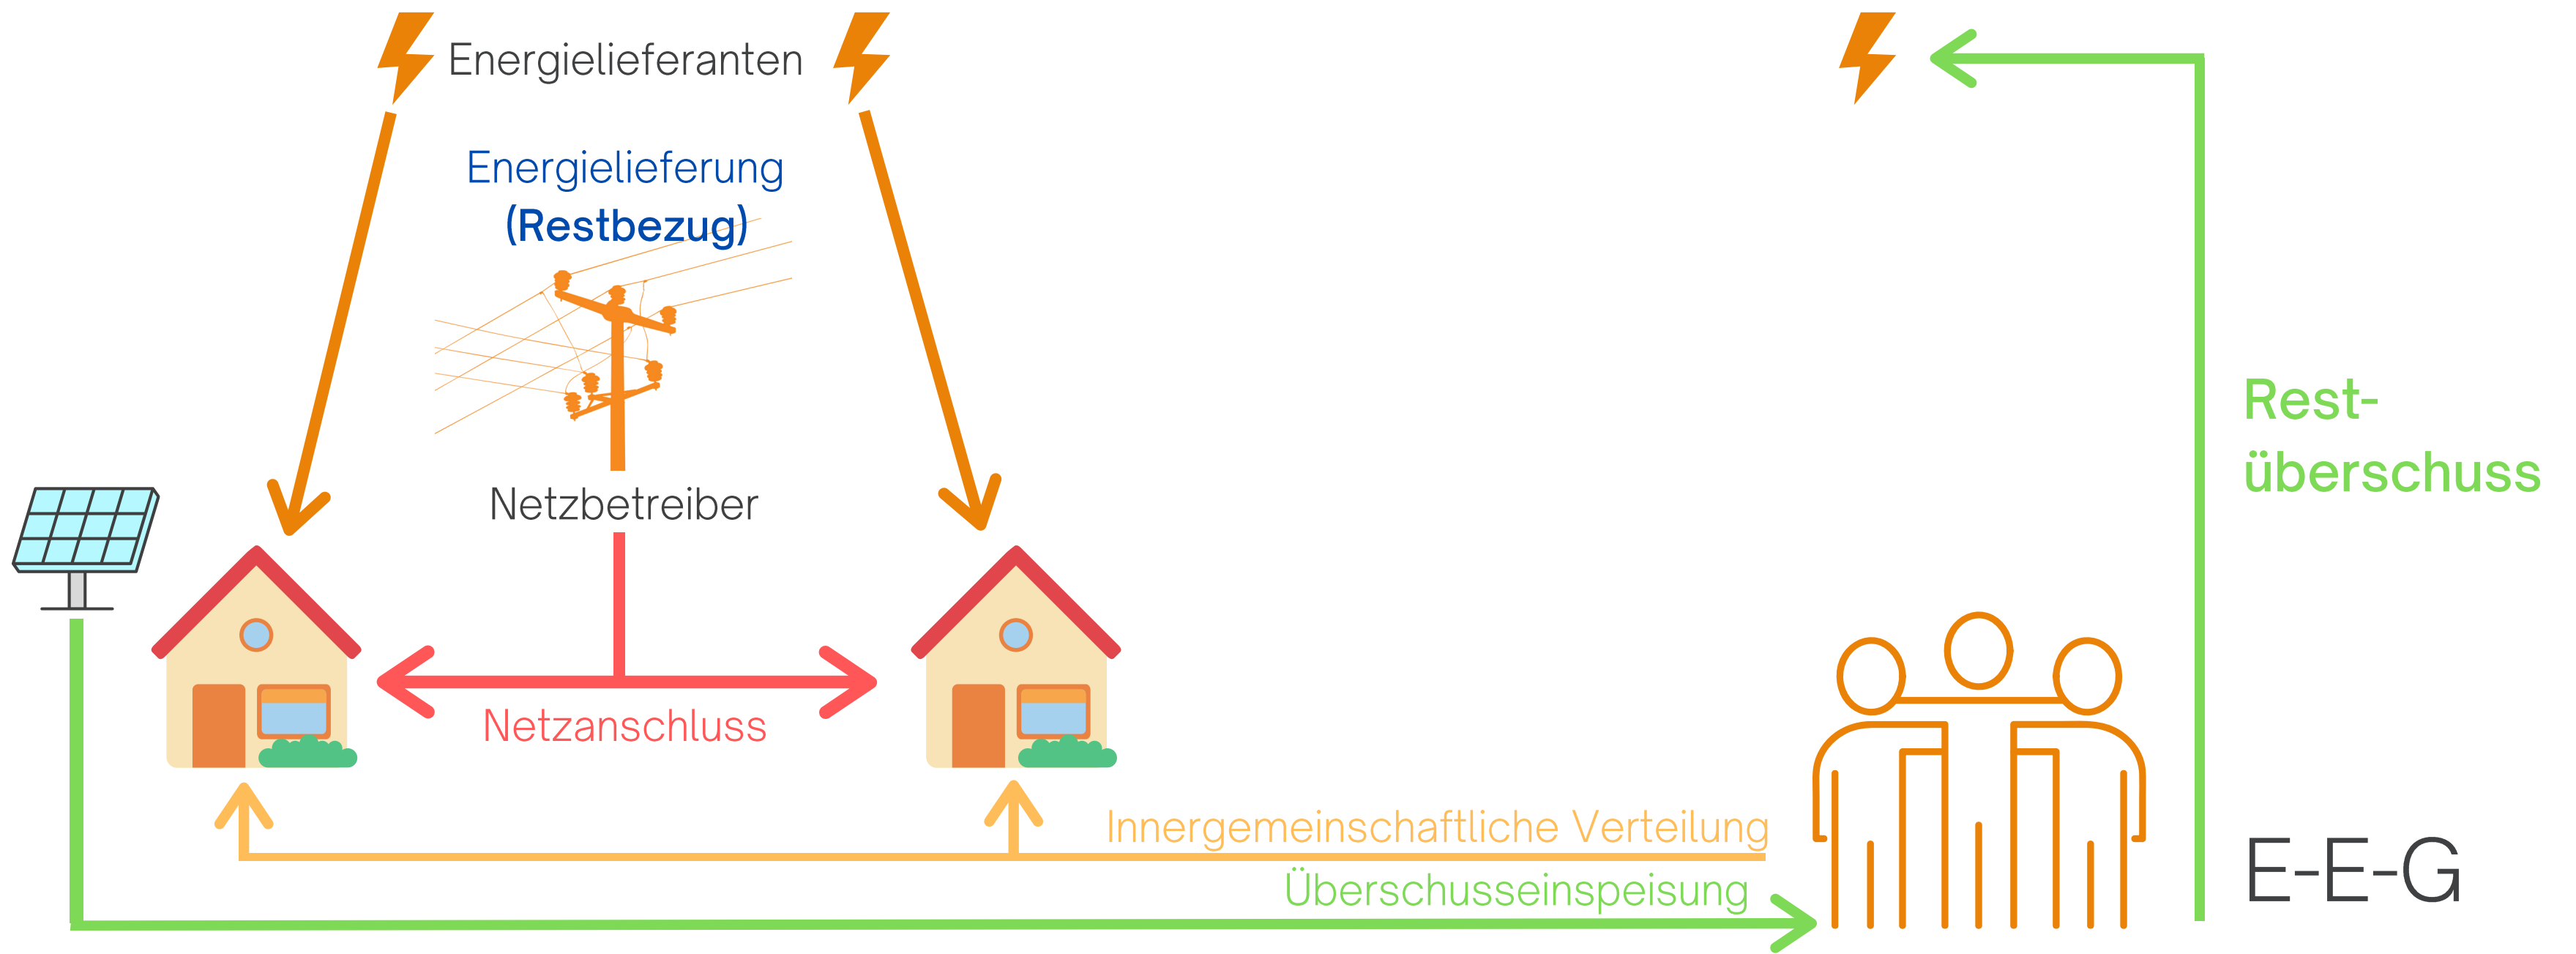 Energielieferanten
Energielieferung
(Restbezug)
Netzbetreiber
Netzanschluss
Rest-
überschuss
Innergemeinschaftliche Verteilung
Überschusseinspeisung
E-E-G